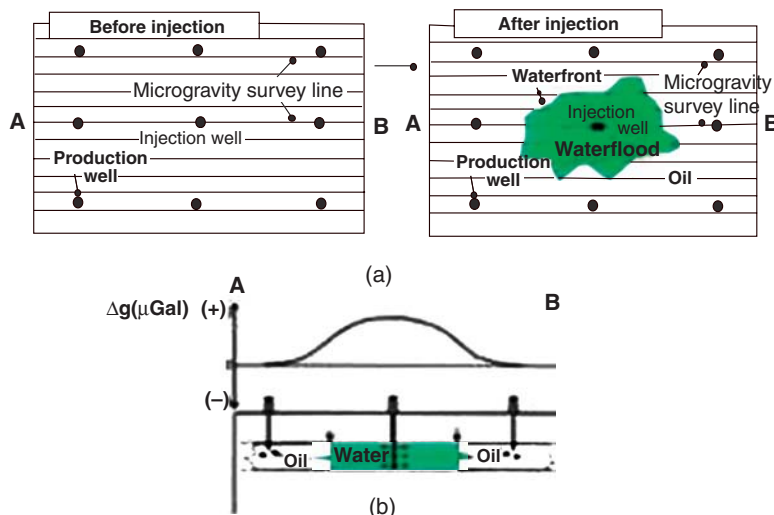 Before injection
Microgravity survey line
A
B
Injection well
Production
well
After injection
Waterfront
Microgravity
survey line
A
B
Injection
well
Waterflood
Production
well
Oil
(a)
A
B
Δg(μGal) (+)
(–)
Oil
Water
Oil
(b)